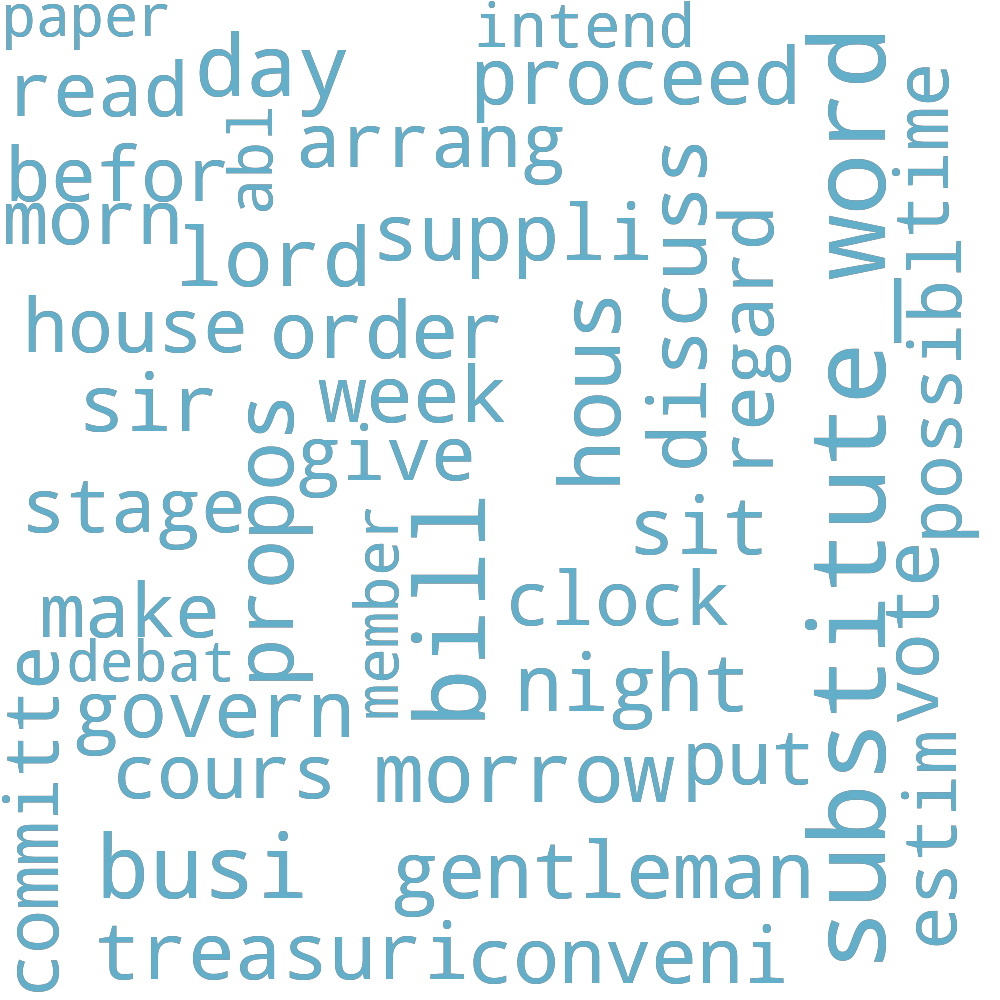 paper
intend
read
day
proceed
arrang
abl
befor
morn
lord
suppli
discuss
regard
substitute_word
time
possibl
house
order
hous
sir
week
propos
give
stage
sit
member
bill
clock
make
debat
night
vote
govern
committe
cours
morrow
put
estim
busi
gentleman
treasuri
conveni